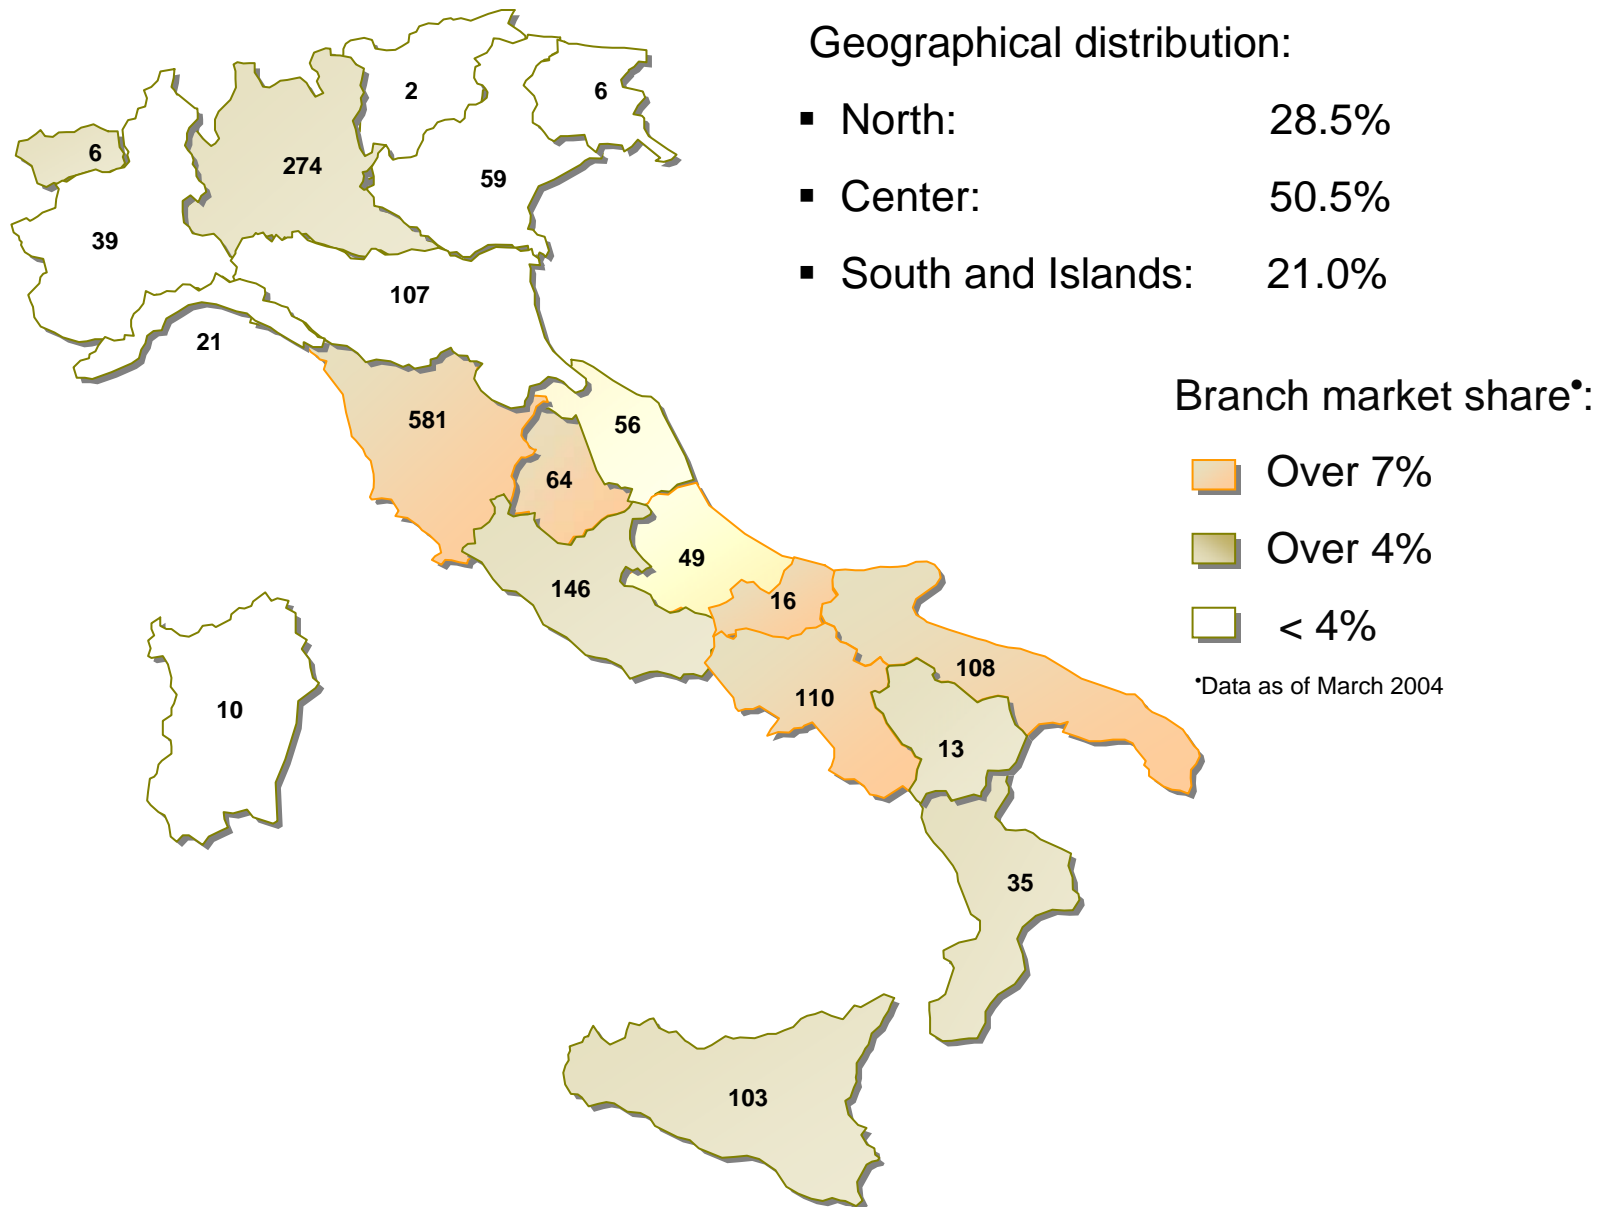 Geographical distribution:
▪ North: 28.5%
▪ Center: 50.5%
▪ South and Islands: 21.0%
Branch market share•:
Over 7%
Over 4%
< 4%
•Data as of March 2004
2
6
6
274
59
39
107
21
581
56
64
49
146
16
108
110
10
13
35
103